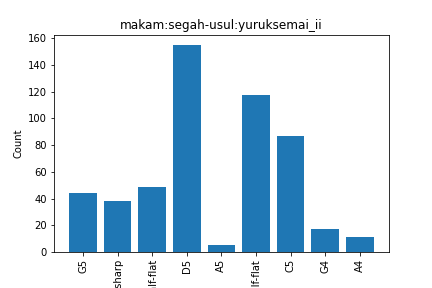 makam:segah-usul:yuruksemai_ii
160
140
120
100
80
60
40
20
0
Count
G5
sharp
lf-flat
D5
A5
lf-flat
C5
G4
A4